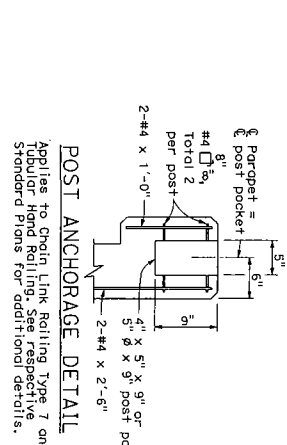 ℄ Parapet =
℄ post pocket
5"
6"
#4
8"
8",
Total 2
per post
9"
2-#4 x 1'-0"
4" x 5" x 9" or
5" ø x 9" post
2-#4 x 2'-6"
POST ANCHORAGE DETAIL
Applies to Chain Link Railing Type 7 an
Tubular Hand Railing. See respective
Standard Plans for additional details.